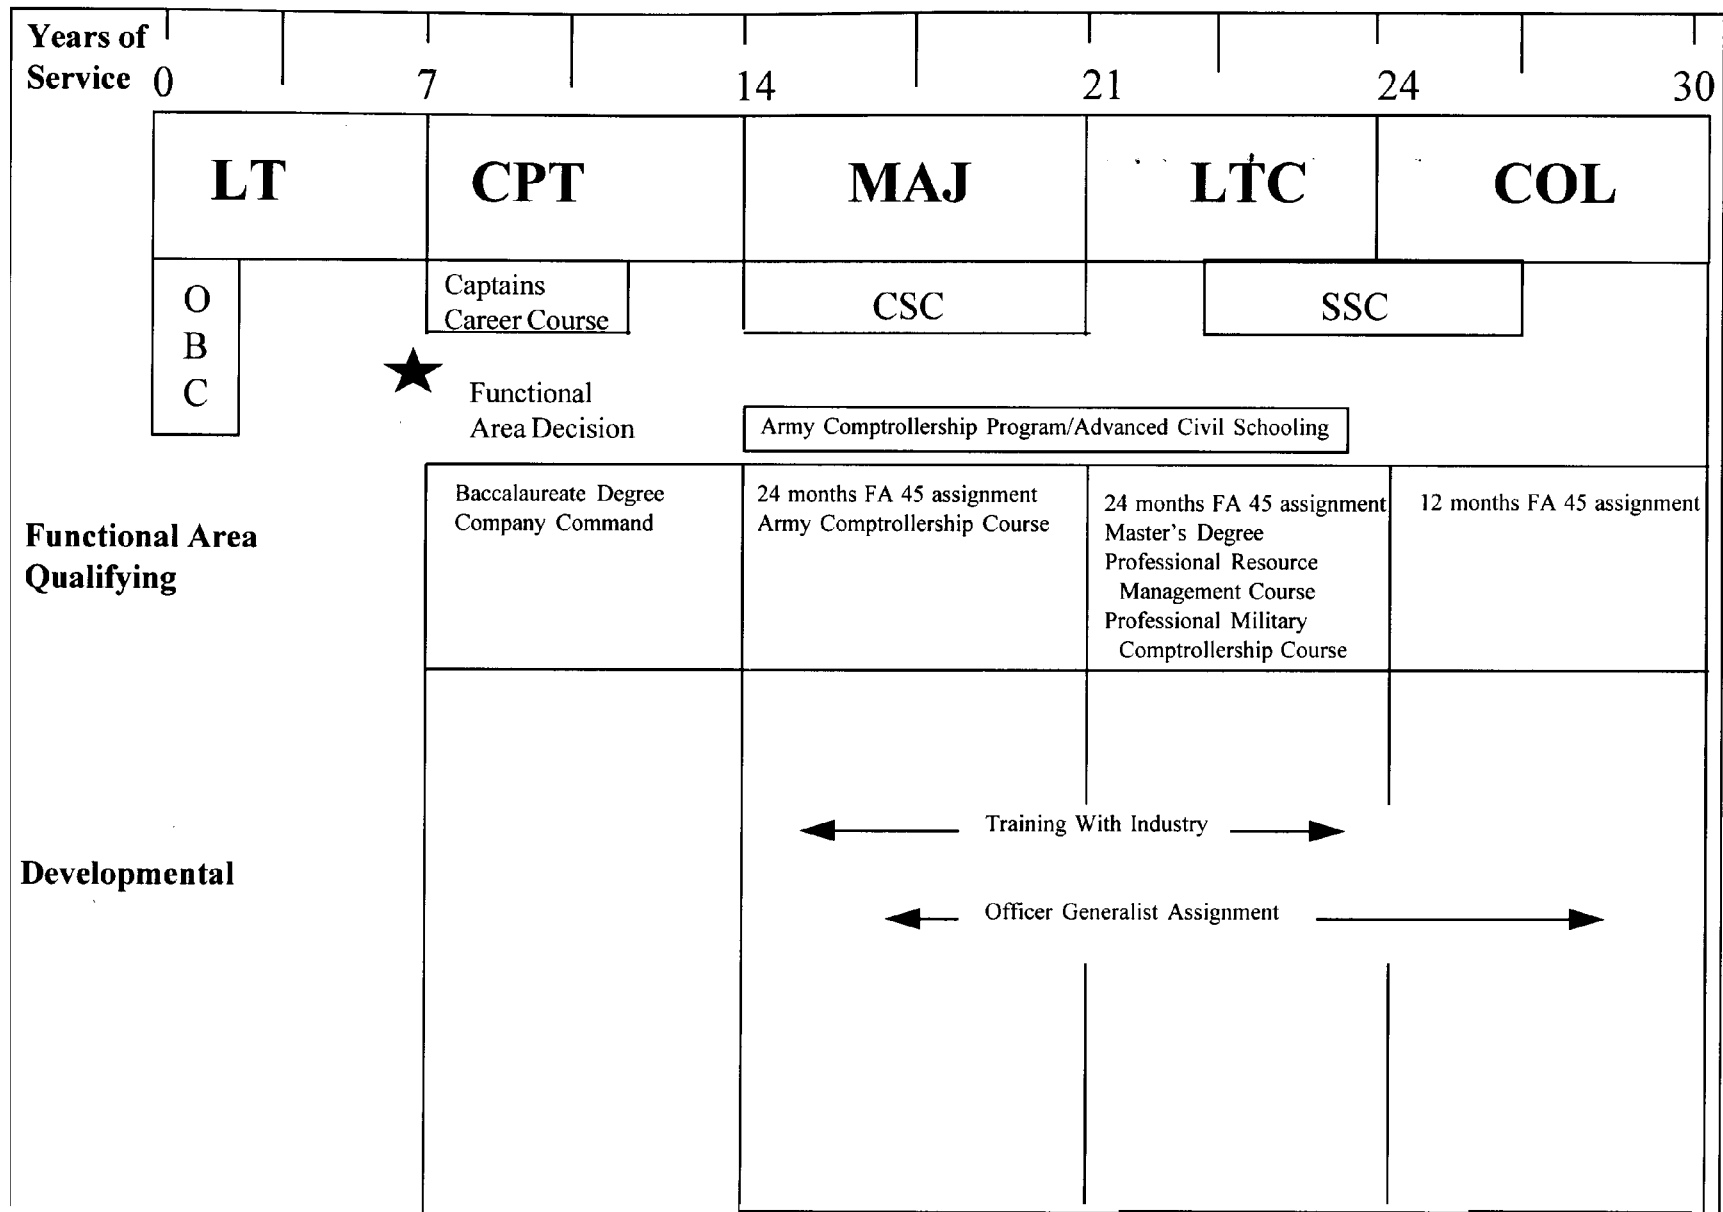 Years of
Service 0 7 14 21 24 30
LT CPT MAJ LTC COL
O
B
C
Captains
Career Course
CSC
SSC
Functional
Area Decision
Army Comptrollership Program/Advanced Civil Schooling
Functional Area
Qualifying
Baccalaureate Degree
Company Command
24 months FA 45 assignment
Army Comptrollership Course
24 months FA 45 assignment
Master's Degree
Professional Resource
Management Course
Professional Military
Comptrollership Course
12 months FA 45 assignment
Developmental
Training With Industry
Officer Generalist Assignment